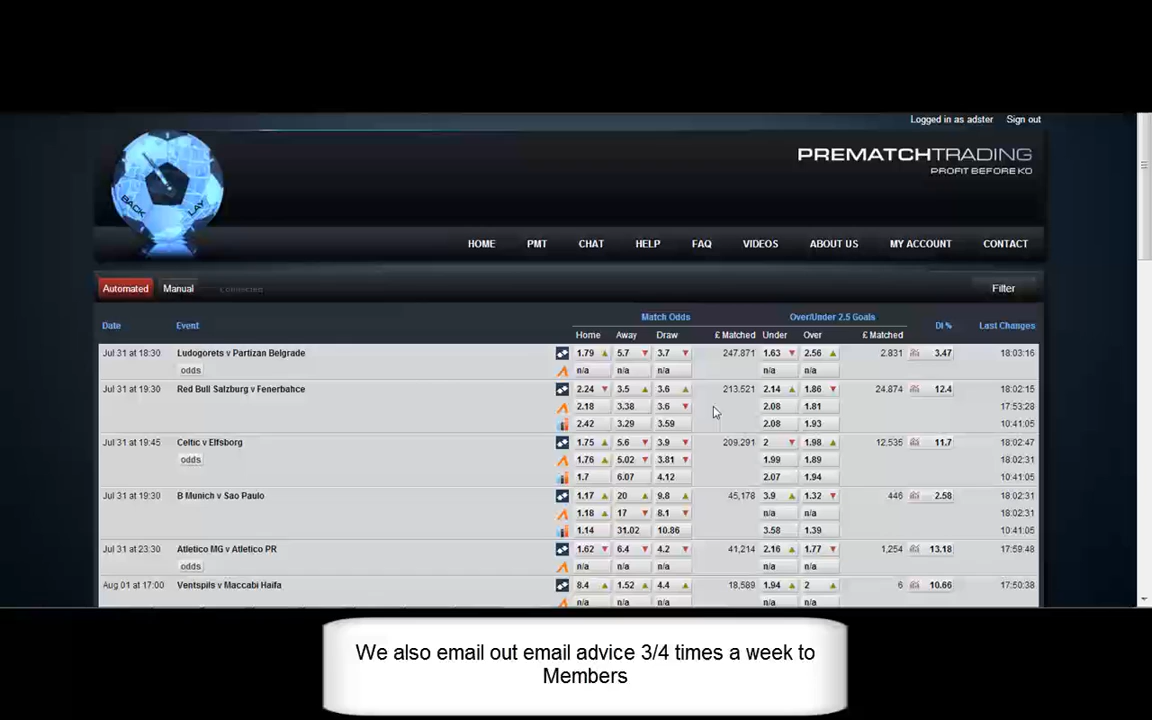 Logged in as adster Sign out
PREMATCHTRADING
PROFIT BEFORE KO
BACK LAY
HOME PMT CHAT HELP FAQ VIDEOS ABOUT US MY ACCOUNT CONTACT
Automated Manual Connected Filter
Match Odds Over/Under 2.5 Goals
Date Event DI % Last Changes
Home Away Draw £ Matched Under Over £ Matched
Jul 31 at 18:30 Ludogorets v Partizan Belgrade 1.79 5.7 3.7 247,871 1.63 2.56 2,831 3.47 18:03:16
odds n/a n/a n/a n/a n/a
Jul 31 at 19:30 Red Bull Salzburg v Fenerbahce 2.24 3.5 3.6 213,521 2.14 1.86 24,874 12.4 18:02:15
2.18 3.38 3.6 2.08 1.81 17:53:28
2.42 3.29 3.59 2.08 1.93 10:41:05
Jul 31 at 19:45 Celtic v Elfsborg 1.75 5.6 3.9 209,291 2 1.98 12,535 11.7 18:02:47
odds 1.76 5.02 3.81 1.99 1.89 18:02:31
1.7 6.07 4.12 2.07 1.94 10:41:05
Jul 31 at 19:30 B Munich v Sao Paulo 1.17 20 9.8 45,178 3.9 1.32 446 2.58 18:02:31
1.18 17 8.1 n/a n/a 18:02:31
1.14 31.02 10.86 3.58 1.39 10:41:05
Jul 31 at 23:30 Atletico MG v Atletico PR 1.62 6.4 4.2 41,214 2.16 1.77 1,254 13.18 17:59:48
odds n/a n/a n/a n/a n/a
Aug 01 at 17:00 Ventspils v Maccabi Haifa 8.4 1.52 4.4 18,589 1.94 2 6 10.66 17:50:38
n/a n/a n/a n/a n/a
We also email out email advice 3/4 times a week to
Members